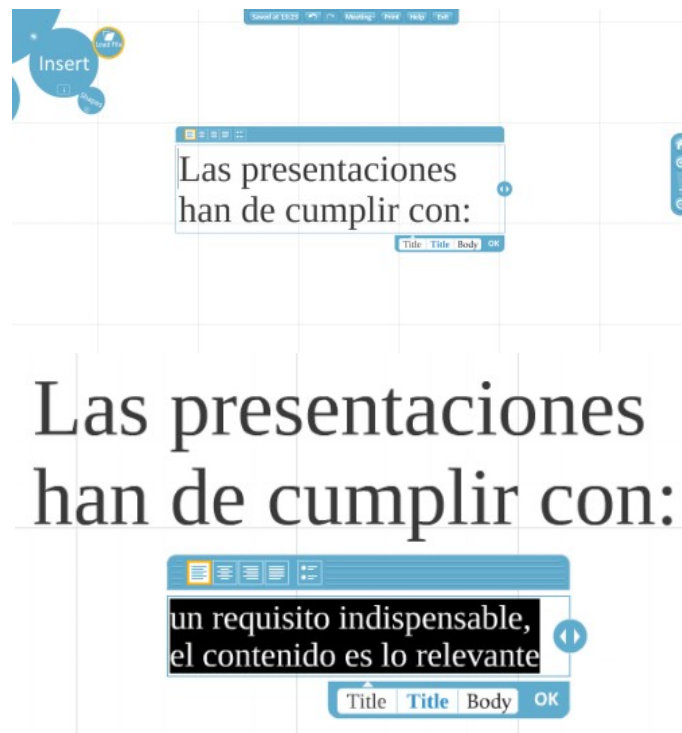 Saved at 13:25 Meeting Print Help Exit
Load File
Insert
Shapes
Las presentaciones
han de cumplir con:
Title Title Body OK
Las presentaciones
han de cumplir con:
un requisito indispensable,
el contenido es lo relevante
Title Title Body OK